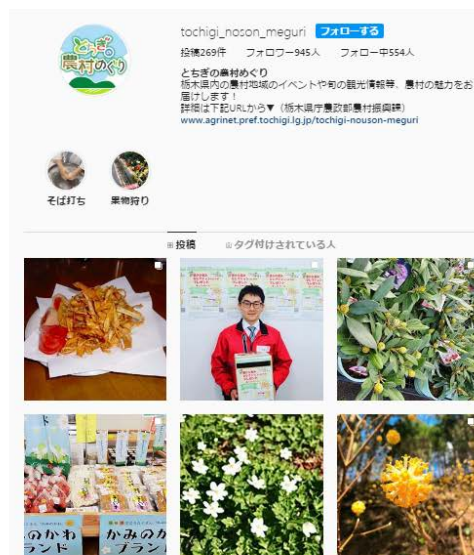 とちぎの
農村めぐり
tochigi_noson_meguri フォローする
投稿269件 フォロワー945人 フォロー中554人
とちぎの農村めぐり
栃木県内の農村地域のイベントや旬の観光情報等、農村の魅力をお
届けします！
詳細は下記URLから▼（栃木県庁農政部農村振興課）
www.agrinet.pref.tochigi.lg.jp/tochigi-nouson-meguri
そば打ち 果物狩り
投稿 タグ付けされている人
のかわ
ランド
かみのか
ブランド